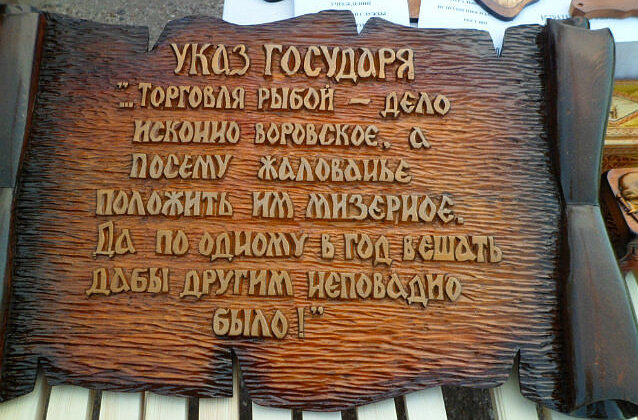 УКАЗ ГОСУДАРЯ
"...ТОРГОВЛЯ РЫБОЙ – ДЕЛО
ИСКОННО ВОРОВСКОЕ, А
ПОСЕМУ ЖАЛОВАНЬЕ
ПОЛОЖИТЬ ИМ МИЗЕРНОЕ.
Да ПО ОДНОМУ В ГОД ВЕШАТЬ
ДАБЫ ДРУГИМ НЕПОВАДНО
БЫЛО!"